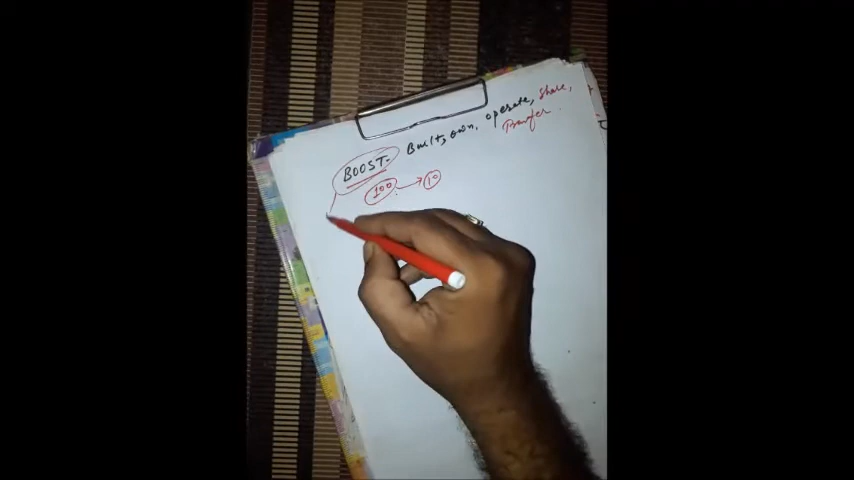 BOOST- Built, own, operate, Share,
Transfer
100 → 10